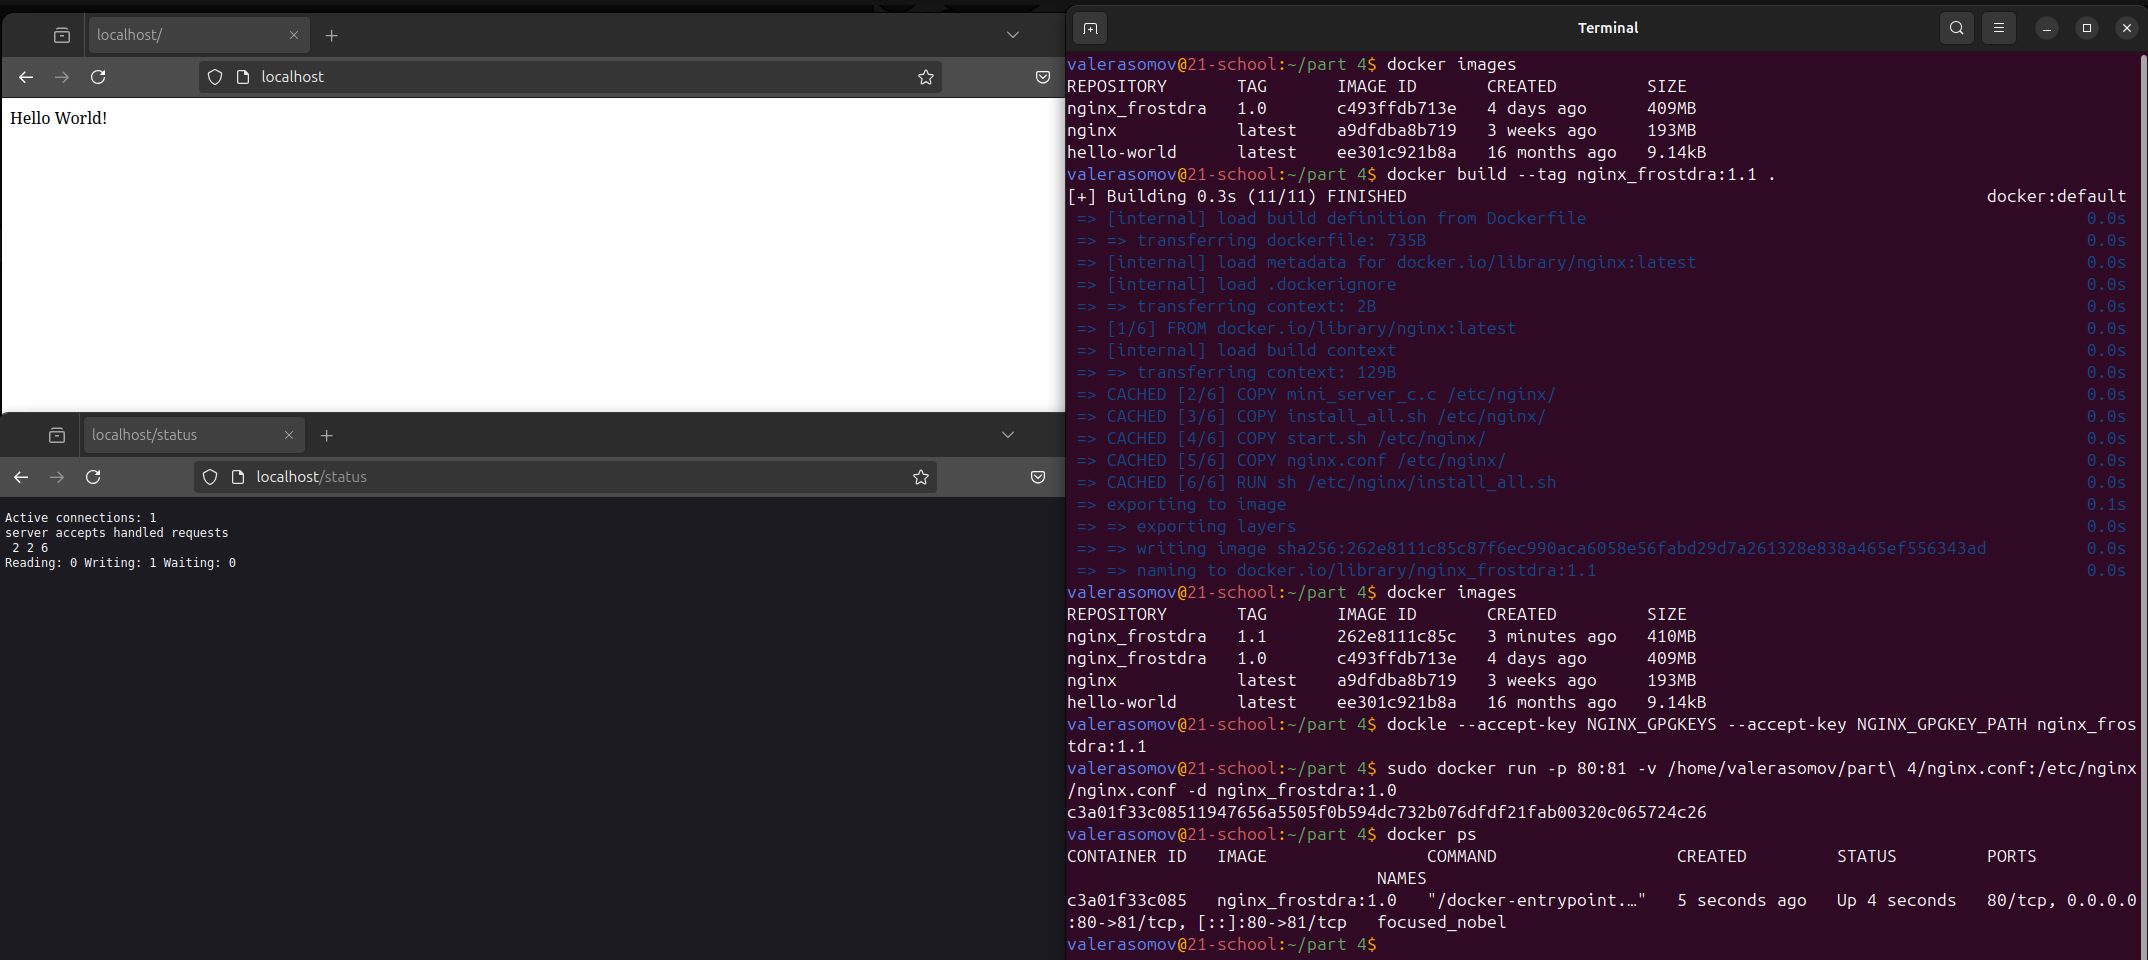 localhost/
localhost
Hello World!
localhost/status
localhost/status
Active connections: 1
server accepts handled requests
 2 2 6
Reading: 0 Writing: 1 Waiting: 0
Terminal
valerasomov@21-school:~/part 4$ docker images
REPOSITORY       TAG       IMAGE ID       CREATED         SIZE
nginx_frostdra   1.0       c493ffdb713e   4 days ago      409MB
nginx            latest    a9dfdba8b719   3 weeks ago     193MB
hello-world      latest    ee301c921b8a   16 months ago   9.14kB
valerasomov@21-school:~/part 4$ docker build --tag nginx_frostdra:1.1 .
[+] Building 0.3s (11/11) FINISHED                                                          docker:default
 => [internal] load build definition from Dockerfile                                                  0.0s
 => => transferring dockerfile: 735B                                                                  0.0s
 => [internal] load metadata for docker.io/library/nginx:latest                                       0.0s
 => [internal] load .dockerignore                                                                     0.0s
 => => transferring context: 2B                                                                       0.0s
 => [1/6] FROM docker.io/library/nginx:latest                                                         0.0s
 => [internal] load build context                                                                     0.0s
 => => transferring context: 129B                                                                     0.0s
 => CACHED [2/6] COPY mini_server_c.c /etc/nginx/                                                     0.0s
 => CACHED [3/6] COPY install_all.sh /etc/nginx/                                                      0.0s
 => CACHED [4/6] COPY start.sh /etc/nginx/                                                            0.0s
 => CACHED [5/6] COPY nginx.conf /etc/nginx/                                                          0.0s
 => CACHED [6/6] RUN sh /etc/nginx/install_all.sh                                                     0.0s
 => exporting to image                                                                                0.1s
 => => exporting layers                                                                               0.0s
 => => writing image sha256:262e8111c85c87f6ec990aca6058e56fabd29d7a261328e838a465ef556343ad          0.0s
 => => naming to docker.io/library/nginx_frostdra:1.1                                                 0.0s
valerasomov@21-school:~/part 4$ docker images
REPOSITORY       TAG       IMAGE ID       CREATED         SIZE
nginx_frostdra   1.1       262e8111c85c   3 minutes ago   410MB
nginx_frostdra   1.0       c493ffdb713e   4 days ago      409MB
nginx            latest    a9dfdba8b719   3 weeks ago     193MB
hello-world      latest    ee301c921b8a   16 months ago   9.14kB
valerasomov@21-school:~/part 4$ dockle --accept-key NGINX_GPGKEYS --accept-key NGINX_GPGKEY_PATH nginx_fros
tdra:1.1
valerasomov@21-school:~/part 4$ sudo docker run -p 80:81 -v /home/valerasomov/part\ 4/nginx.conf:/etc/nginx
/nginx.conf -d nginx_frostdra:1.0
c3a01f33c08511947656a5505f0b594dc732b076dfdf21fab00320c065724c26
valerasomov@21-school:~/part 4$ docker ps
CONTAINER ID   IMAGE                COMMAND                  CREATED         STATUS         PORTS
                               NAMES
c3a01f33c085   nginx_frostdra:1.0   "/docker-entrypoint.…"   5 seconds ago   Up 4 seconds   80/tcp, 0.0.0.0
:80->81/tcp, [::]:80->81/tcp   focused_nobel
valerasomov@21-school:~/part 4$